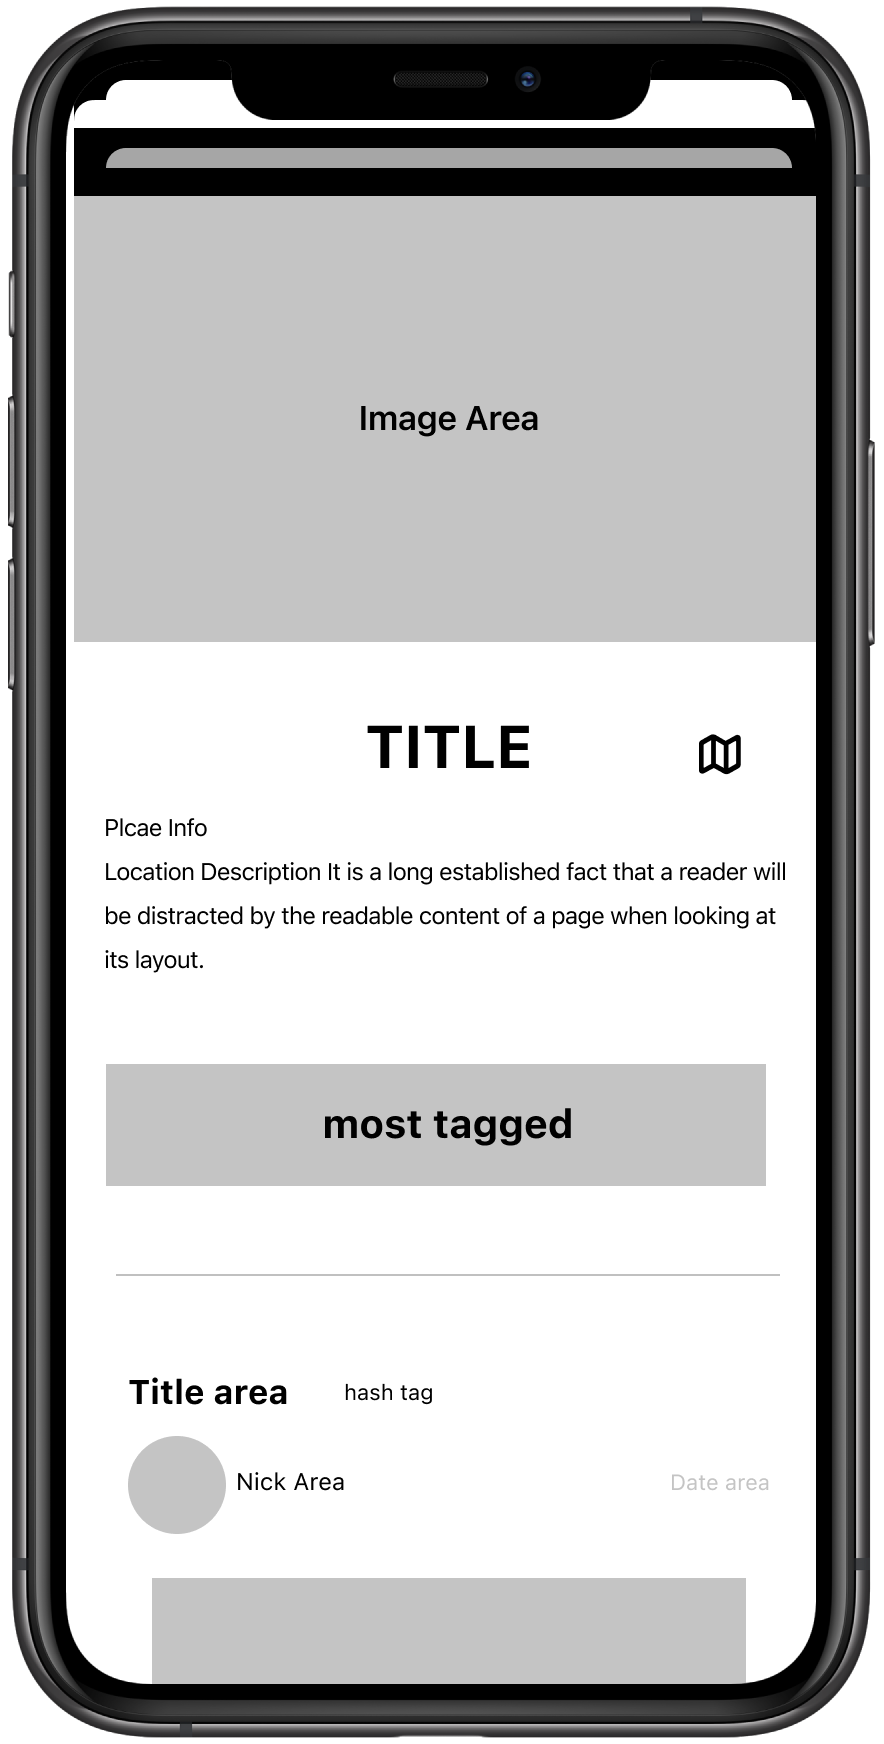 Image Area
TITLE
Plcae Info
Location Description It is a long established fact that a reader will
be distracted by the readable content of a page when looking at
its layout.
most tagged
Title area hash tag
Nick Area Date area